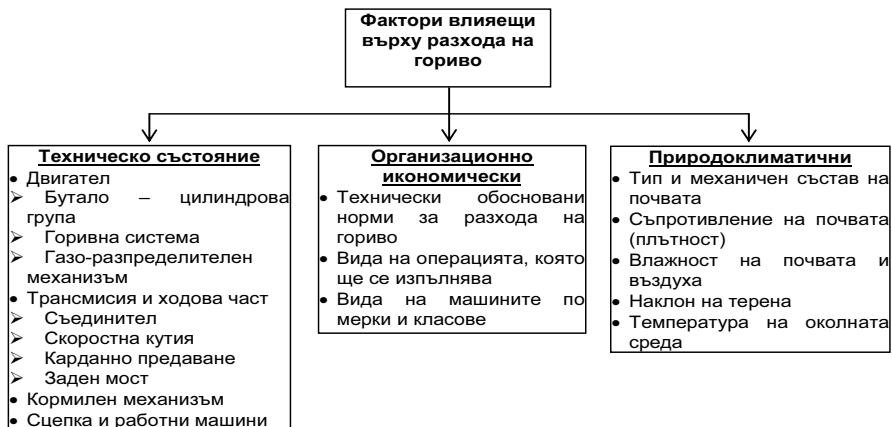 Фактори влияещи
върху разхода на
гориво
Техническо състояние
• Двигател
➢ Бутало – цилиндрова
група
➢ Горивна система
➢ Газо-разпределителен
механизъм
• Трансмисия и ходова част
➢ Съединител
➢ Скоростна кутия
➢ Карданно предаване
➢ Заден мост
• Кормилен механизъм
• Сцепка и работни машини
Организационно
икономически
• Технически обосновани
норми за разхода на
гориво
• Вида на операцията, която
ще се изпълнява
• Вида на машините по
мерки и класове
Природоклиматични
• Тип и механичен състав на
почвата
• Съпротивление на почвата
(плътност)
• Влажност на почвата и
въздуха
• Наклон на терена
• Температура на околната
среда